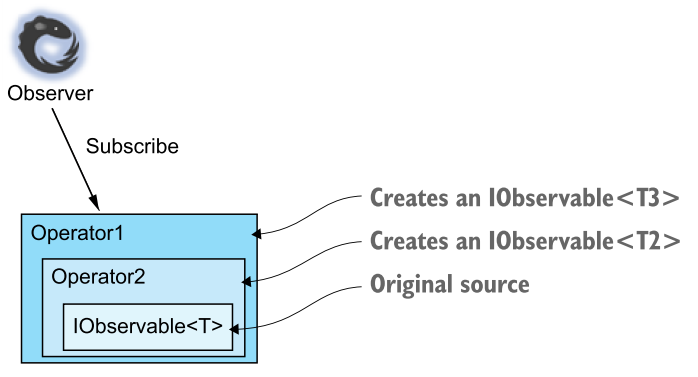 Observer
Subscribe
Creates an IObservable<T3>
Operator1
Creates an IObservable<T2>
Operator2
Original source
IObservable<T>